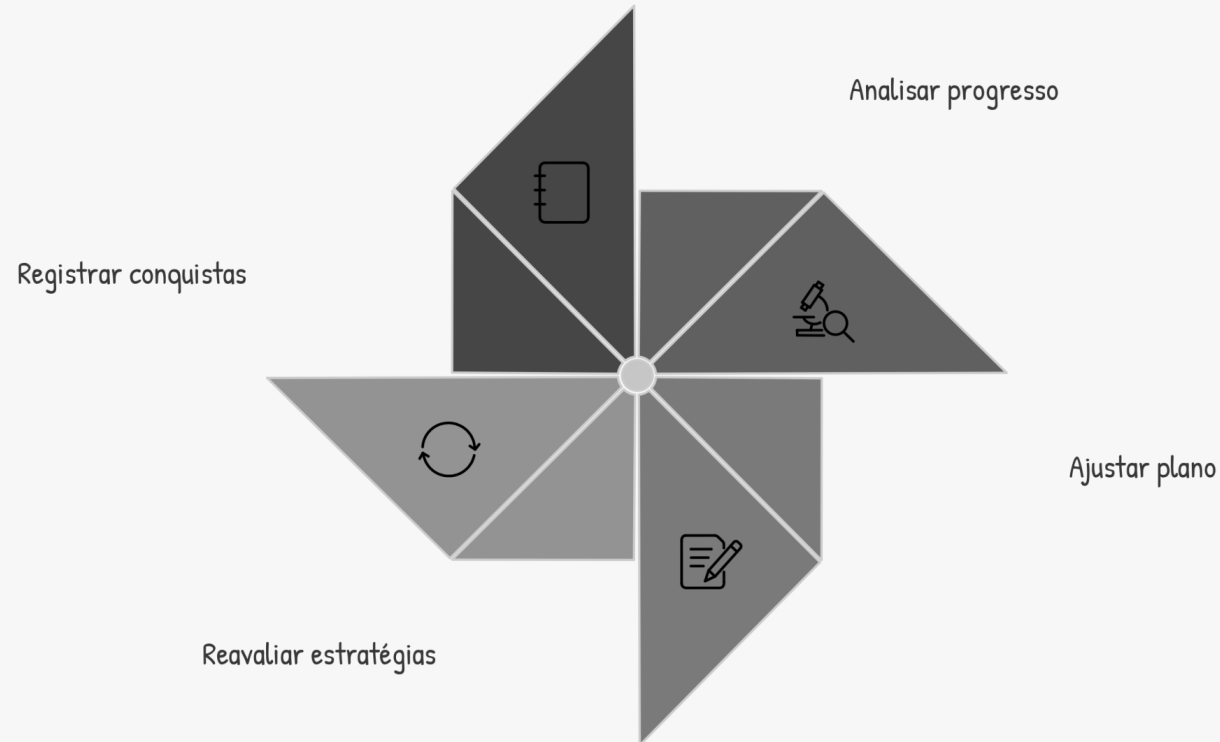 Analisar progresso
Registrar conquistas
Ajustar plano
Reavaliar estratégias